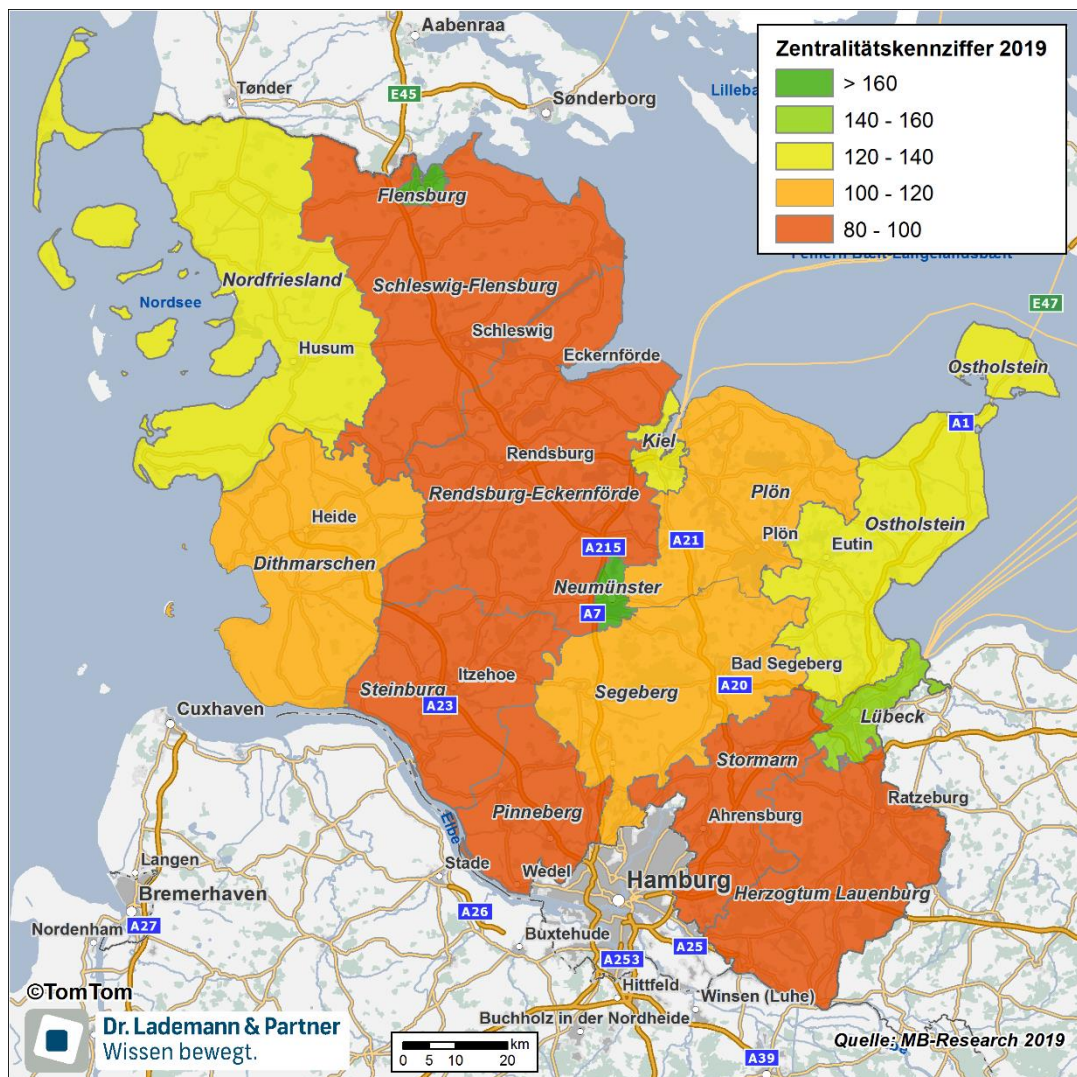 Aabenraa
Zentralitätskennziffer 2019
> 160
140 - 160
120 - 140
100 - 120
80 - 100
Tønder
E45
Sønderborg
Flensburg
Schleswig-Flensburg
Nordfriesland
Nordsee
Husum
Schleswig
Eckernförde
E47
Ostholstein
A1
Kiel
Rendsburg
Rendsburg-Eckernförde
Plön
Plön
Ostholstein
Eutin
Heide
Dithmarschen
A215
A21
Neumünster
A7
Bad Segeberg
Itzehoe
Steinburg
A23
Segeberg
A20
Lübeck
Cuxhaven
Stormarn
Pinneberg
Ahrensburg
Ratzeburg
Elbe
Langen
Stade
Wedel
Hamburg
Herzogtum Lauenburg
Bremerhaven
A27
Nordenham
A26
Buxtehude
A25
A253
Hittfeld
Winsen (Luhe)
Buchholz in der Nordheide
©TomTom
Dr. Lademann & Partner
Wissen bewegt.
km
0 5 10 20
Quelle: MB-Research 2019
A39